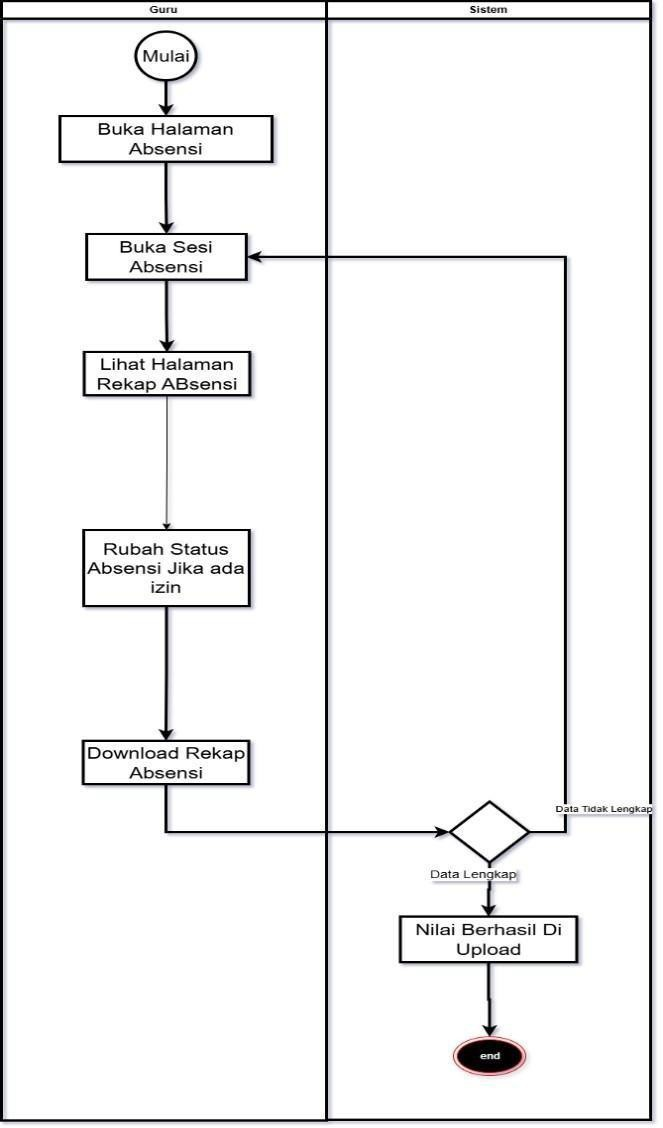 Guru
Sistem
Mulai
Buka Halaman
Absensi
Buka Sesi
Absensi
Lihat Halaman
Rekap ABsensi
Rubah Status
Absensi Jika ada
izin
Download Rekap
Absensi
Data Tidak Lengkap
Data Lengkap
Nilai Berhasil Di
Upload
end